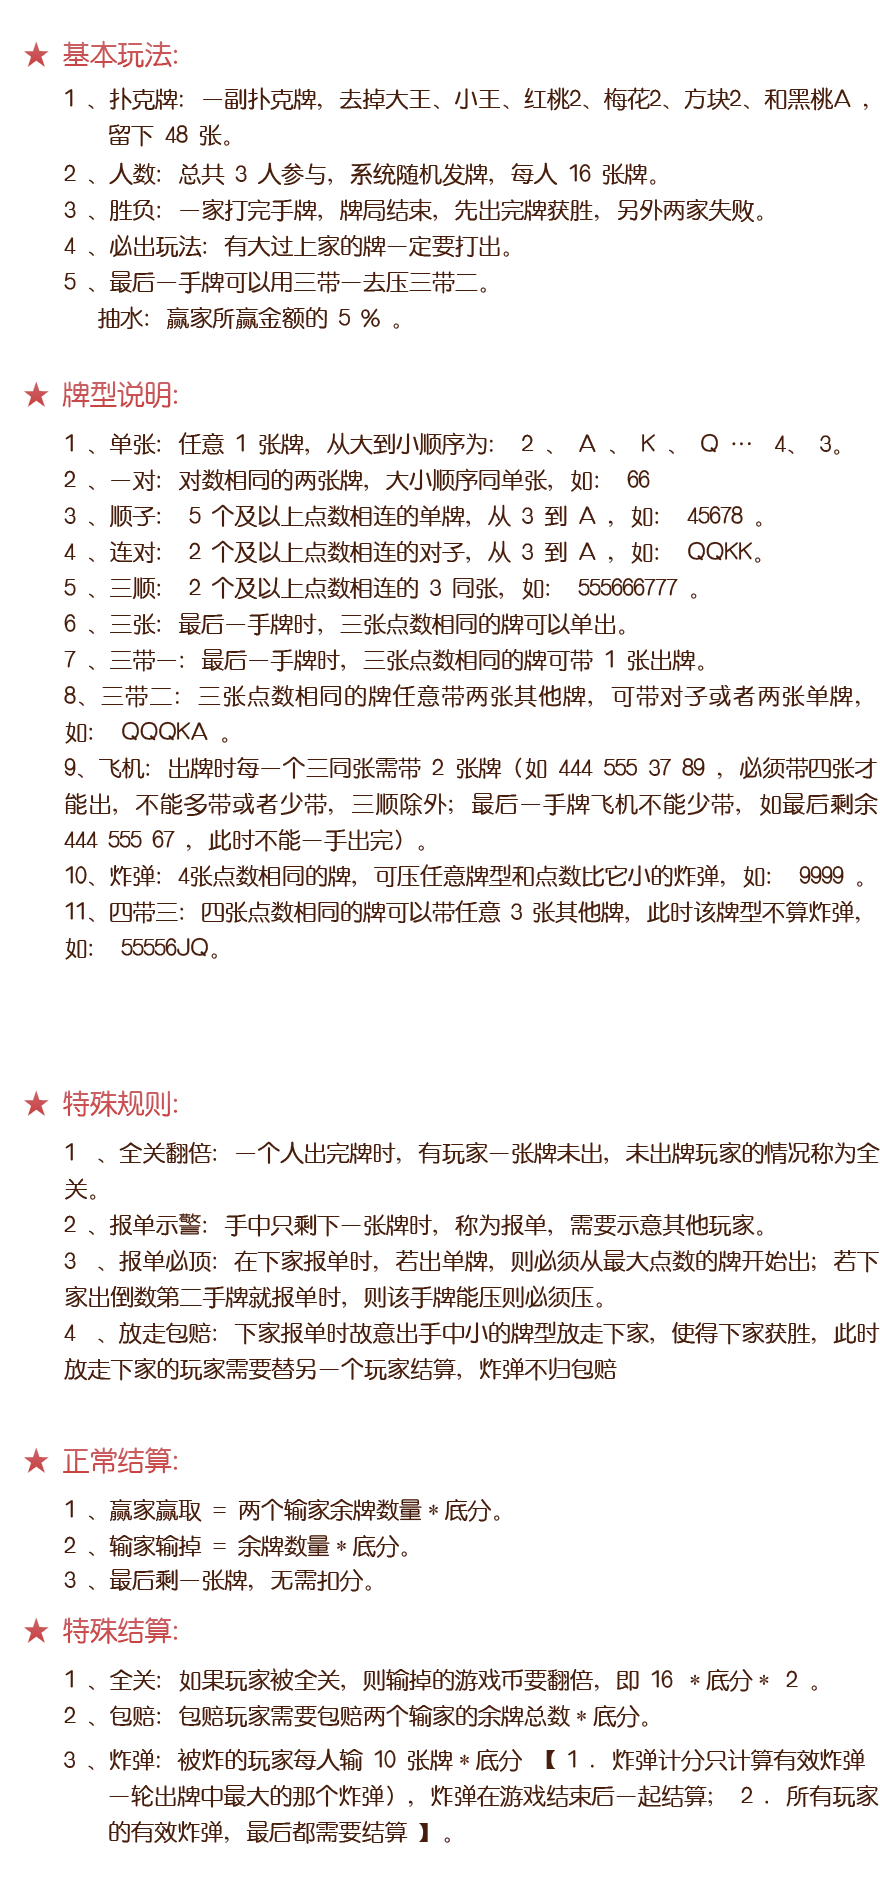 ★ 基本玩法:
1 、扑克牌: 一副扑克牌, 去掉大王、小王、红桃2、梅花2、方块2、和黑桃A ,
留下 48 张。
2 、人数: 总共 3 人参与, 系统随机发牌, 每人 16 张牌。
3 、胜负: 一家打完手牌, 牌局结束, 先出完牌获胜, 另外两家失败。
4 、必出玩法: 有大过上家的牌一定要打出。
5 、最后一手牌可以用三带一去压三带二。
抽水: 赢家所赢金额的 5 % 。
★ 牌型说明:
1 、单张: 任意 1 张牌, 从大到小顺序为: 2 、 A 、 K 、 Q … 4、 3。
2 、一对: 对数相同的两张牌, 大小顺序同单张, 如: 66
3 、顺子: 5 个及以上点数相连的单牌, 从 3 到 A , 如: 45678 。
4 、连对: 2 个及以上点数相连的对子, 从 3 到 A , 如: QQKK。
5 、三顺: 2 个及以上点数相连的 3 同张, 如: 555666777 。
6 、三张: 最后一手牌时, 三张点数相同的牌可以单出。
7 、三带一: 最后一手牌时, 三张点数相同的牌可带 1 张出牌。
8、三带二: 三张点数相同的牌任意带两张其他牌, 可带对子或者两张单牌,
如: QQQKA 。
9、飞机: 出牌时每一个三同张需带 2 张牌 (如 444 555 37 89 , 必须带四张才
能出, 不能多带或者少带, 三顺除外; 最后一手牌飞机不能少带, 如最后剩余
444 555 67 , 此时不能一手出完) 。
10、炸弹: 4张点数相同的牌, 可压任意牌型和点数比它小的炸弹, 如: 9999 。
11、四带三: 四张点数相同的牌可以带任意 3 张其他牌, 此时该牌型不算炸弹,
如: 55556JQ。
★ 特殊规则:
1 、全关翻倍: 一个人出完牌时, 有玩家一张牌未出, 未出牌玩家的情况称为全
关。
2 、报单示警: 手中只剩下一张牌时, 称为报单, 需要示意其他玩家。
3 、报单必顶: 在下家报单时, 若出单牌, 则必须从最大点数的牌开始出; 若下
家出倒数第二手牌就报单时, 则该手牌能压则必须压。
4 、放走包赔: 下家报单时故意出手中小的牌型放走下家, 使得下家获胜, 此时
放走下家的玩家需要替另一个玩家结算, 炸弹不归包赔
★ 正常结算:
1 、赢家赢取 = 两个输家余牌数量*底分。
2 、输家输掉 = 余牌数量*底分。
3 、最后剩一张牌, 无需扣分。
★ 特殊结算:
1 、全关: 如果玩家被全关, 则输掉的游戏币要翻倍, 即 16 *底分* 2 。
2 、包赔: 包赔玩家需要包赔两个输家的余牌总数*底分。
3 、炸弹: 被炸的玩家每人输 10 张牌*底分 【 1 . 炸弹计分只计算有效炸弹
一轮出牌中最大的那个炸弹) , 炸弹在游戏结束后一起结算; 2 . 所有玩家
的有效炸弹, 最后都需要结算 】 。